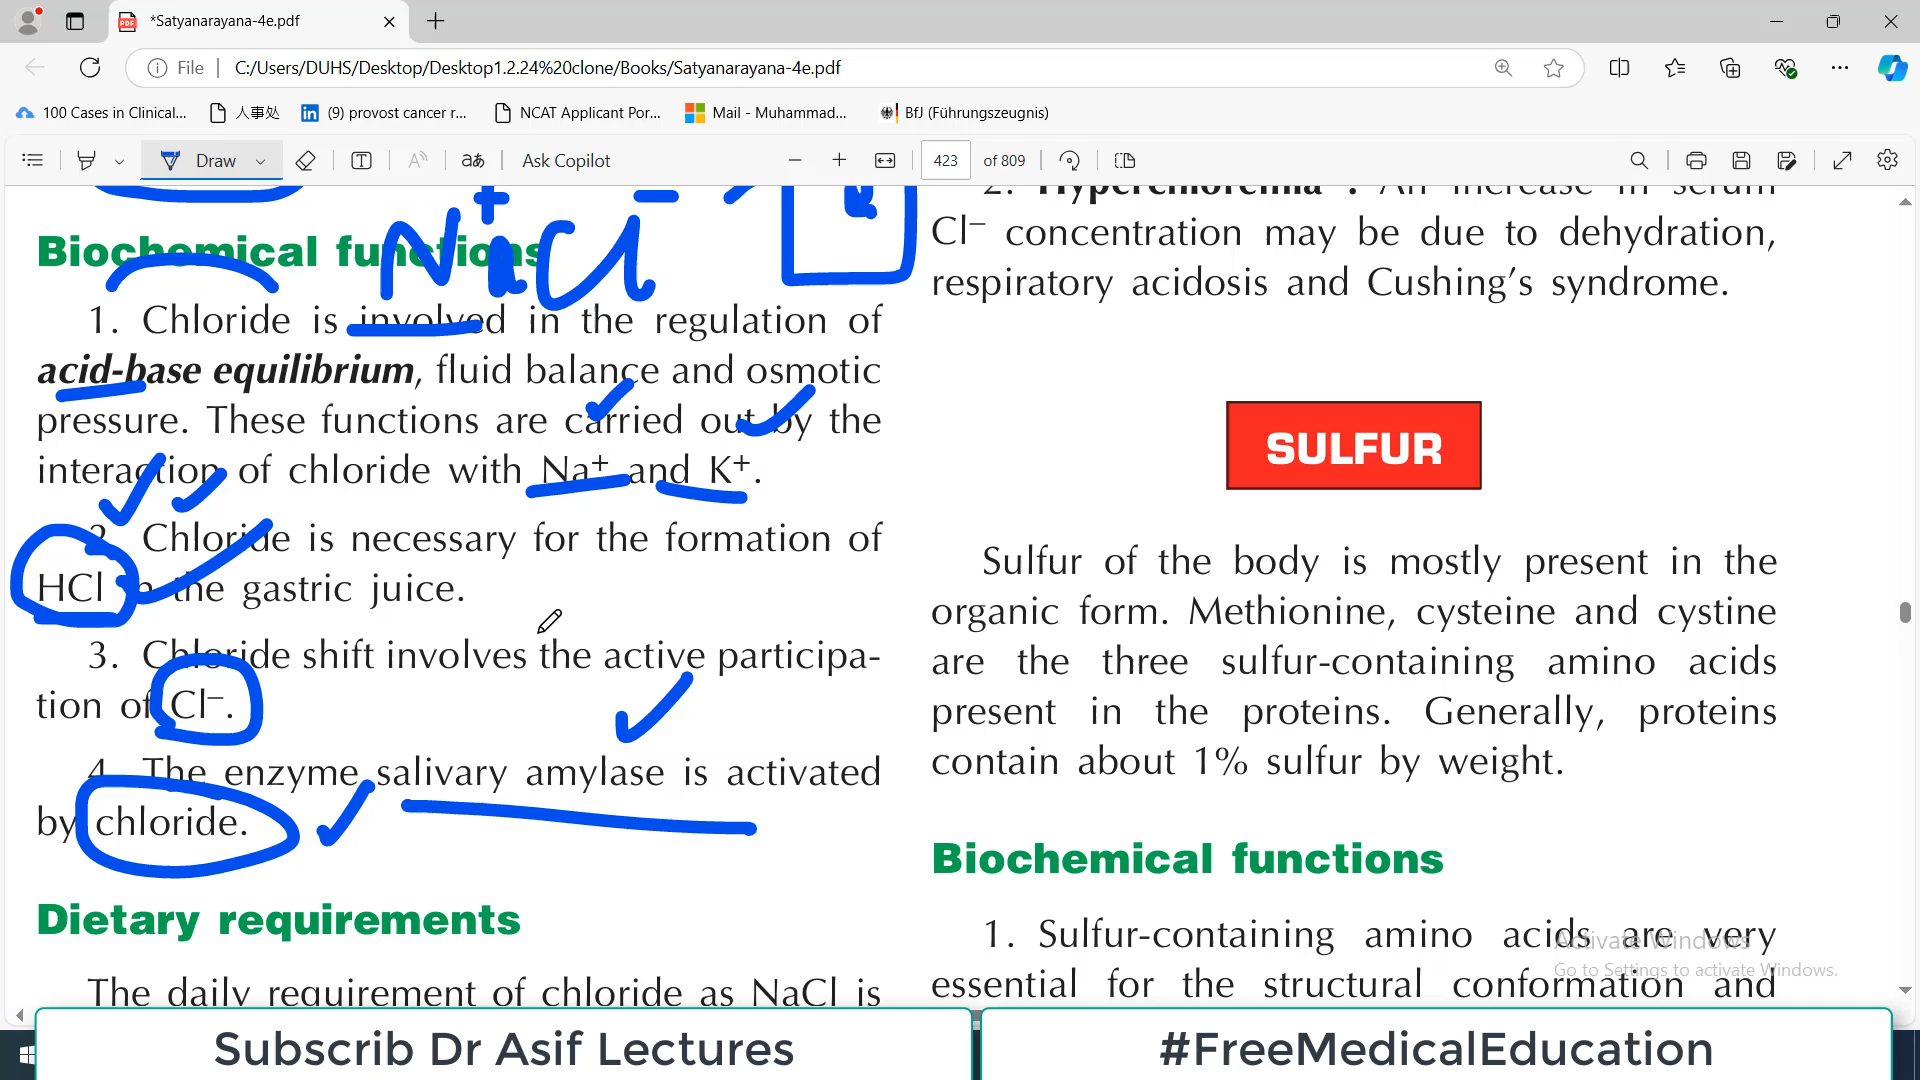 *Satyanarayana-4e.pdf
File
C:/Users/DUHS/Desktop/Desktop1.2.24%20clone/Books/Satyanarayana-4e.pdf
100 Cases in Clinical...
人事处
(9) provost cancer r...
NCAT Applicant Por...
Mail - Muhammad...
BfJ (Führungszeugnis)
Draw
Ask Copilot
423 of 809
Na+Cl−
Biochemical functions
1. Chloride is involved in the regulation of
acid-base equilibrium, fluid balance and osmotic
pressure. These functions are carried out by the
interaction of chloride with Na+ and K+.
2. Chloride is necessary for the formation of
HCl in the gastric juice.
3. Chloride shift involves the active participa-
tion of Cl−.
4. The enzyme salivary amylase is activated
by chloride.
Dietary requirements
The daily requirement of chloride as NaCl is
2. Hyperchloremia : An increase in serum
Cl− concentration may be due to dehydration,
respiratory acidosis and Cushing's syndrome.
SULFUR
Sulfur of the body is mostly present in the
organic form. Methionine, cysteine and cystine
are the three sulfur-containing amino acids
present in the proteins. Generally, proteins
contain about 1% sulfur by weight.
Biochemical functions
1. Sulfur-containing amino acids are very
essential for the structural conformation and
Activate Windows
Go to Settings to activate Windows.
Subscrib Dr Asif Lectures
#FreeMedicalEducation